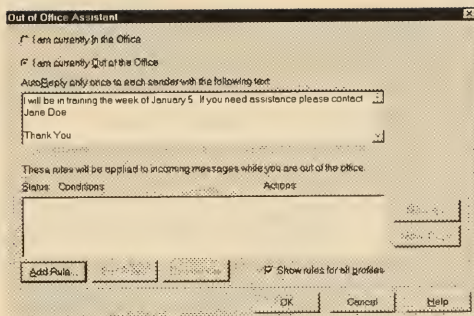 Out of Office Assistant
I am currently In the Office
I am currently Out of the Office
AutoReply only once to each sender with the following text:
I will be in training the week of January 5. If you need assistance please contact
Jane Doe
Thank You
These rules will be applied to incoming messages while you are out of the office.
Status Conditions Actions
Add Rule...
Show rules for all profiles
OK Cancel Help